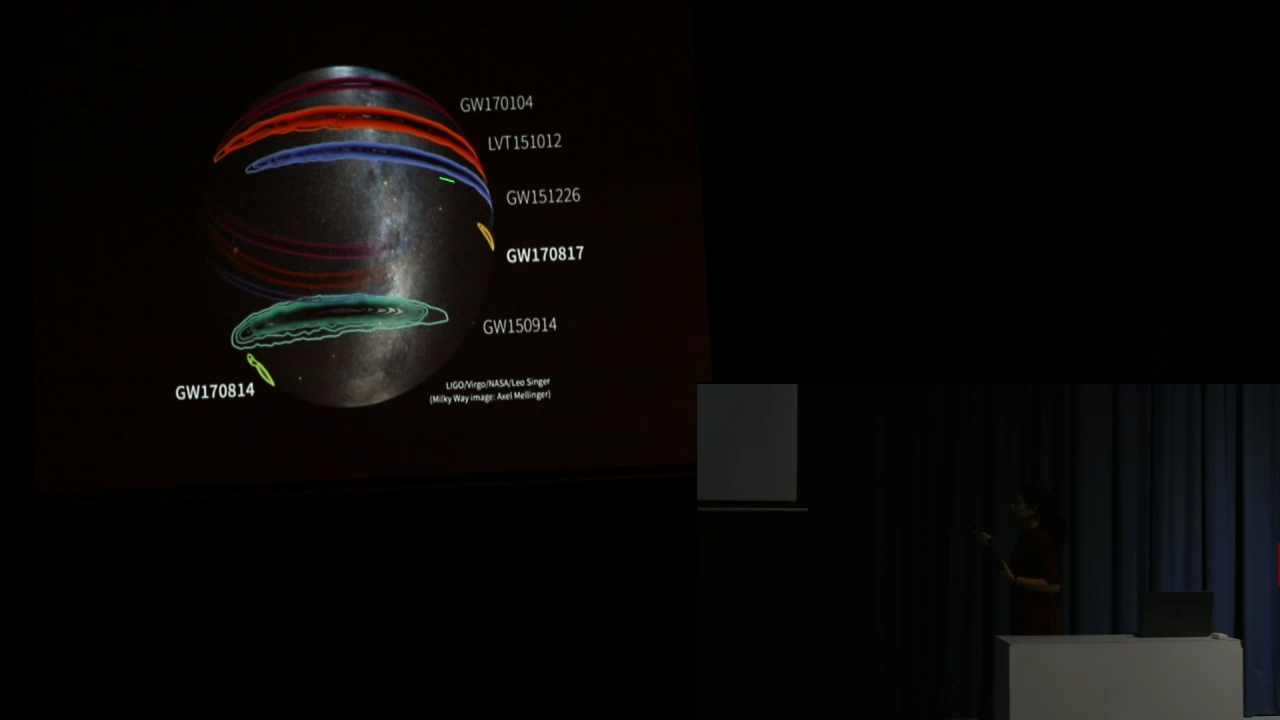 GW170104
LVT151012
GW151226
GW170817
GW150914
GW170814
LIGO/Virgo/NASA/Leo Singer
(Milky Way image: Axel Mellinger)